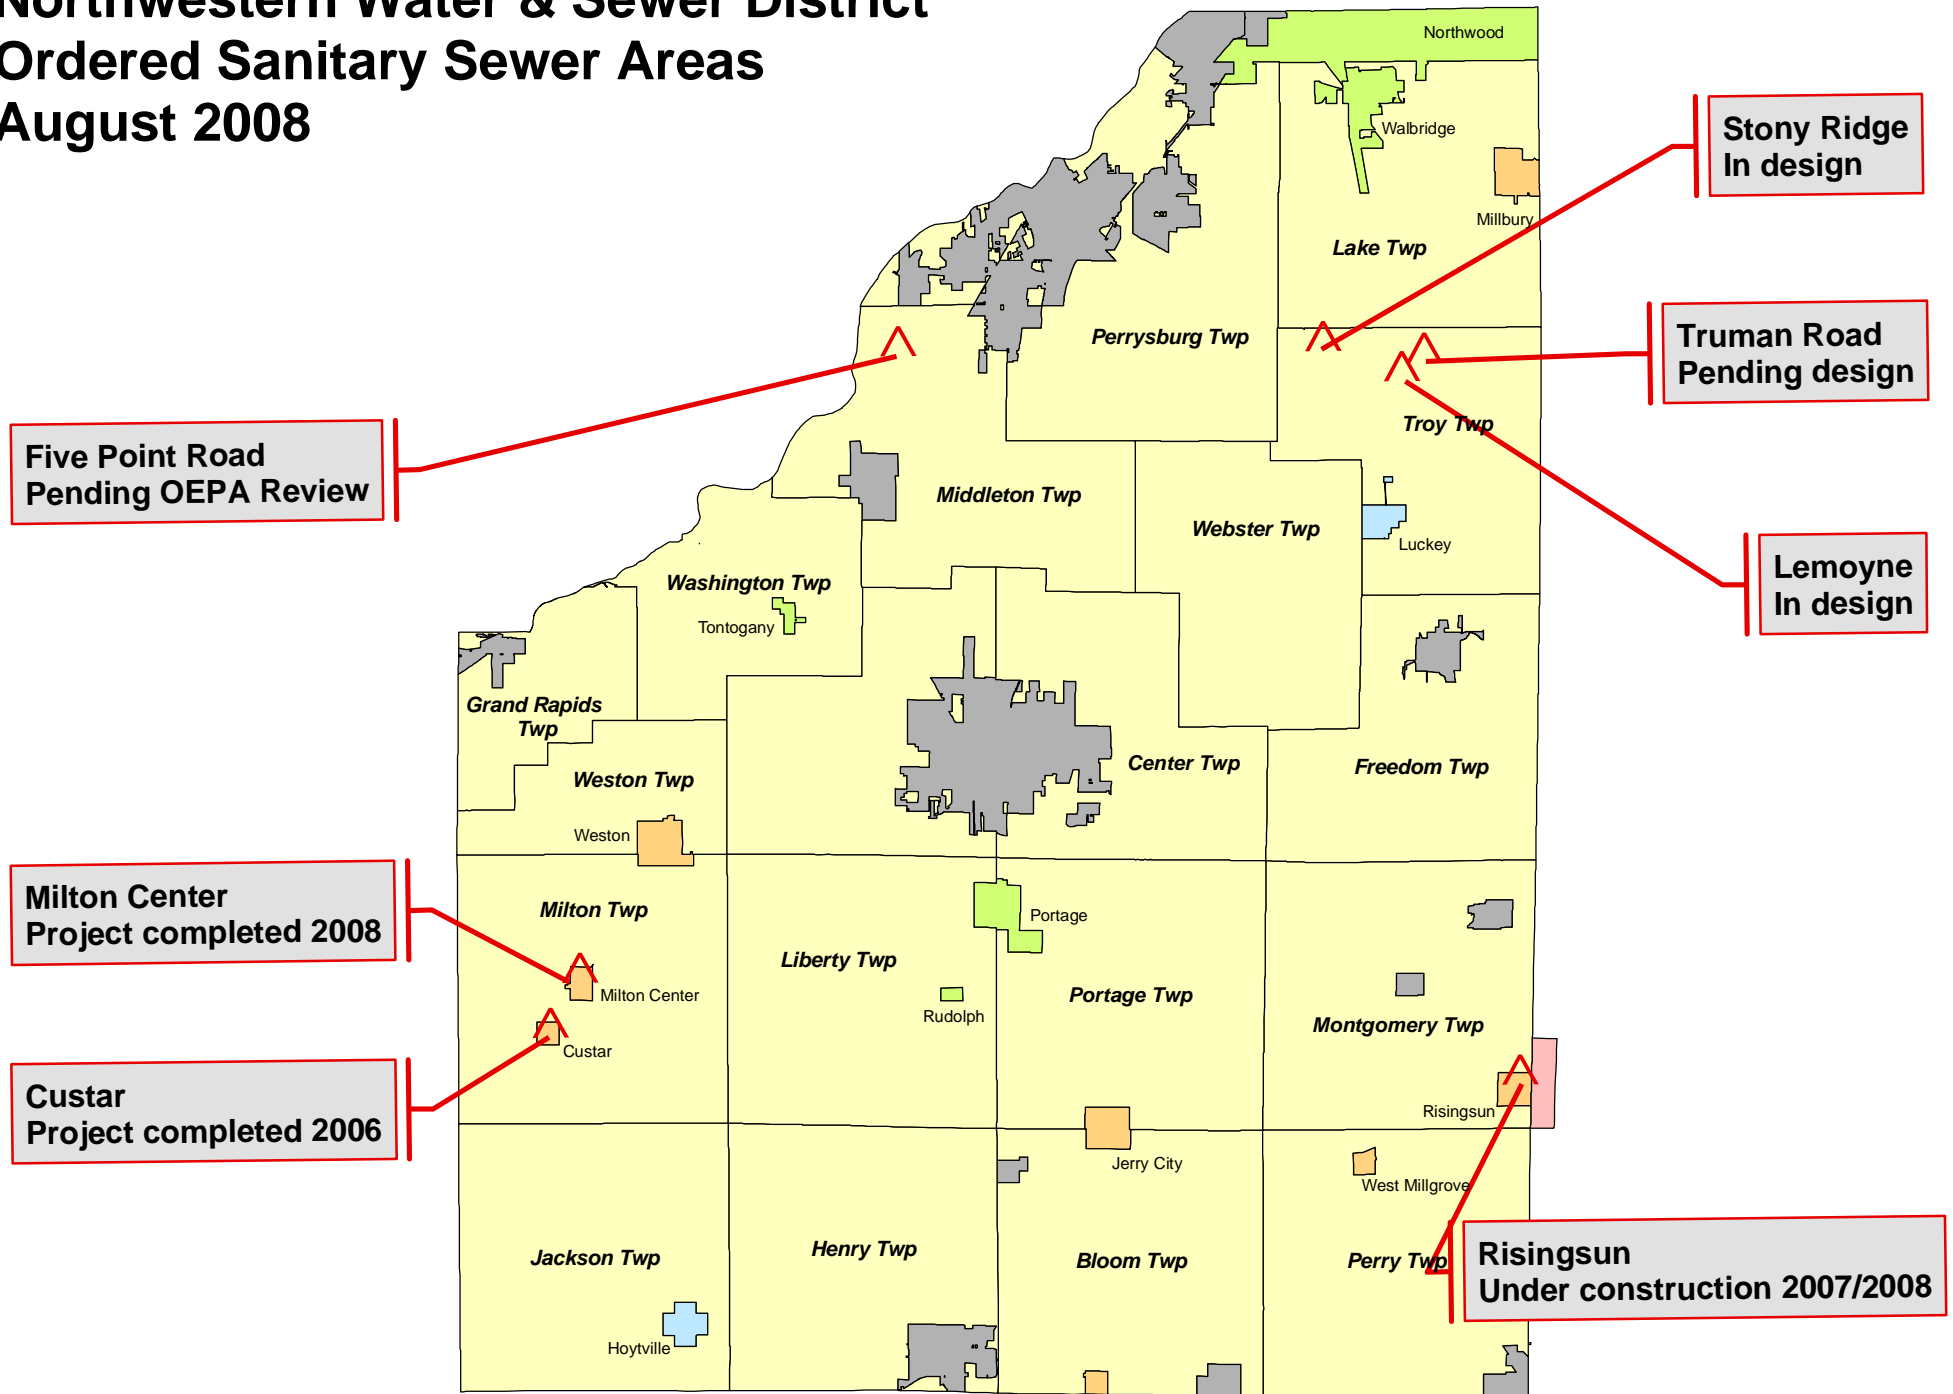 Northwestern Water & Sewer District
Ordered Sanitary Sewer Areas
August 2008
Northwood
Walbridge
Stony Ridge
In design
Millbury
Lake Twp
Perrysburg Twp
Truman Road
Pending design
Troy Twp
Five Point Road
Pending OEPA Review
Middleton Twp
Webster Twp
Luckey
Lemoyne
In design
Washington Twp
Tontogany
Grand Rapids
Twp
Weston Twp
Center Twp
Freedom Twp
Weston
Milton Center
Project completed 2008
Milton Twp
Portage
Liberty Twp
Milton Center
Rudolph
Portage Twp
Montgomery Twp
Custar
Custar
Project completed 2006
Risingsun
Jerry City
West Millgrove
Jackson Twp
Henry Twp
Bloom Twp
Perry Twp
Risingsun
Under construction 2007/2008
Hoytville